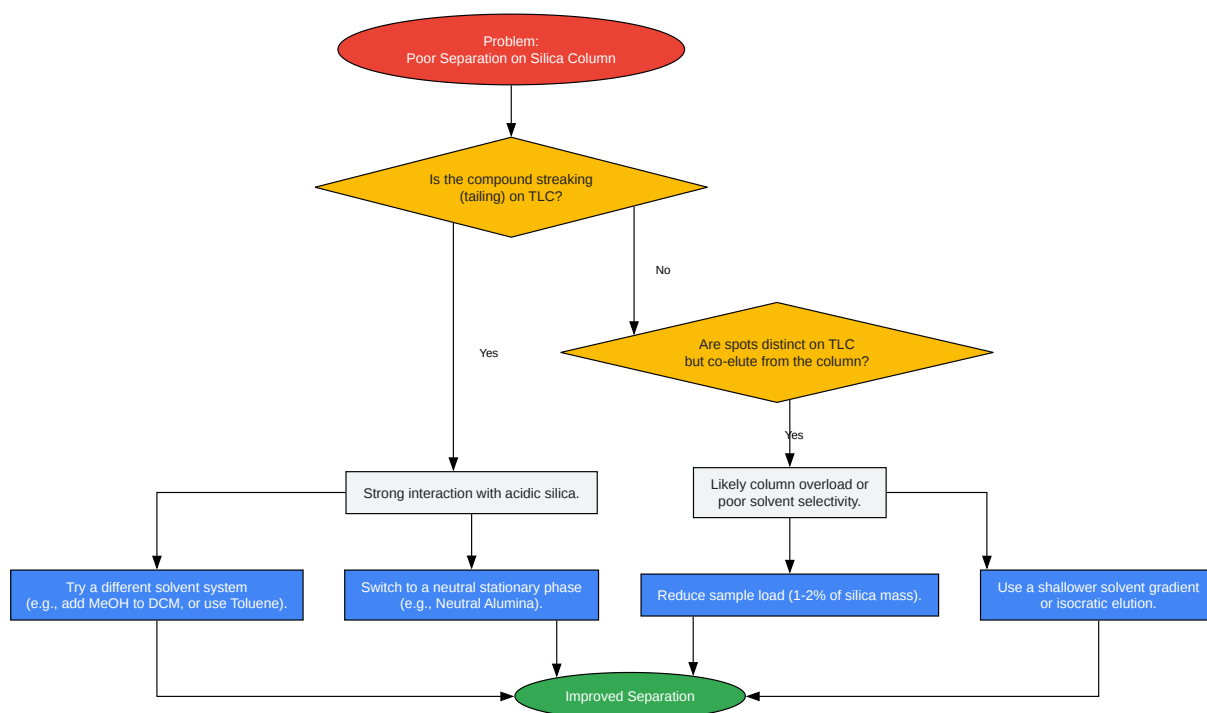 Problem:
Poor Separation on Silica Column
Is the compound streaking
(tailing) on TLC?
No
Yes
Are spots distinct on TLC
but co-elute from the column?
Yes
Strong interaction with acidic silica.
Likely column overload or
poor solvent selectivity.
Try a different solvent system
(e.g., add MeOH to DCM, or use Toluene).
Switch to a neutral stationary phase
(e.g., Neutral Alumina).
Reduce sample load (1-2% of silica mass).
Use a shallower solvent gradient
or isocratic elution.
Improved Separation